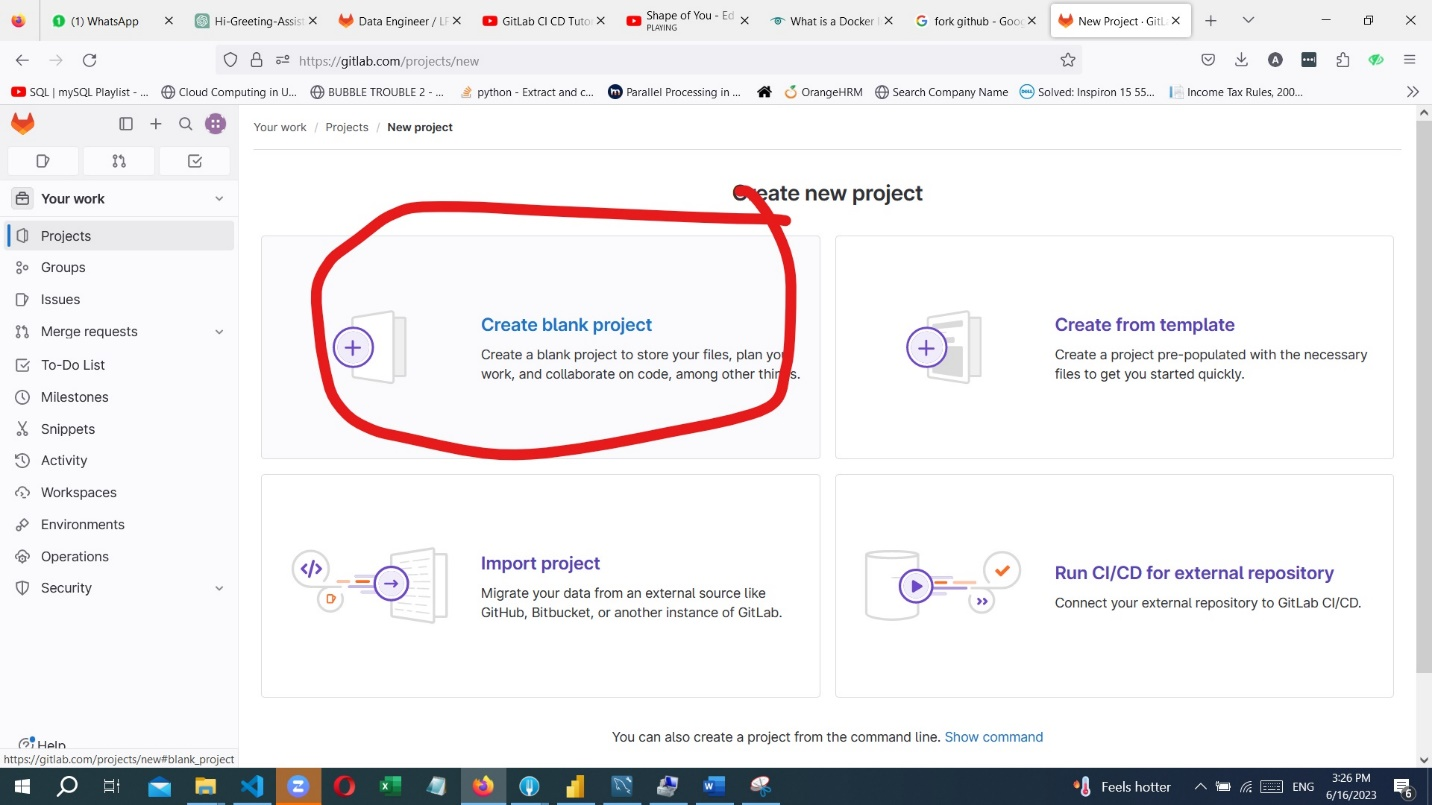 (1) WhatsApp
Hi-Greeting-Assist
Data Engineer / LF
GitLab CI CD Tutor
Shape of You - Ed
PLAYING
What is a Docker
fork github - Goo
New Project · GitL
https://gitlab.com/projects/new
A
SQL | mySQL Playlist - ...
Cloud Computing in U...
BUBBLE TROUBLE 2 - ...
python - Extract and c...
Parallel Processing in ...
OrangeHRM
Search Company Name
Solved: Inspiron 15 55...
Income Tax Rules, 200...
Your work / Projects / New project
Your work
Projects
Groups
Issues
Merge requests
To-Do List
Milestones
Snippets
Activity
Workspaces
Environments
Operations
Security
Help
https://gitlab.com/projects/new#blank_project
Create new project
Create blank project
Create a blank project to store your files, plan your
work, and collaborate on code, among other things.
Create from template
Create a project pre-populated with the necessary
files to get you started quickly.
Import project
Migrate your data from an external source like
GitHub, Bitbucket, or another instance of GitLab.
Run CI/CD for external repository
Connect your external repository to GitLab CI/CD.
You can also create a project from the command line. Show command
Feels hotter
ENG
3:26 PM
6/16/2023
6